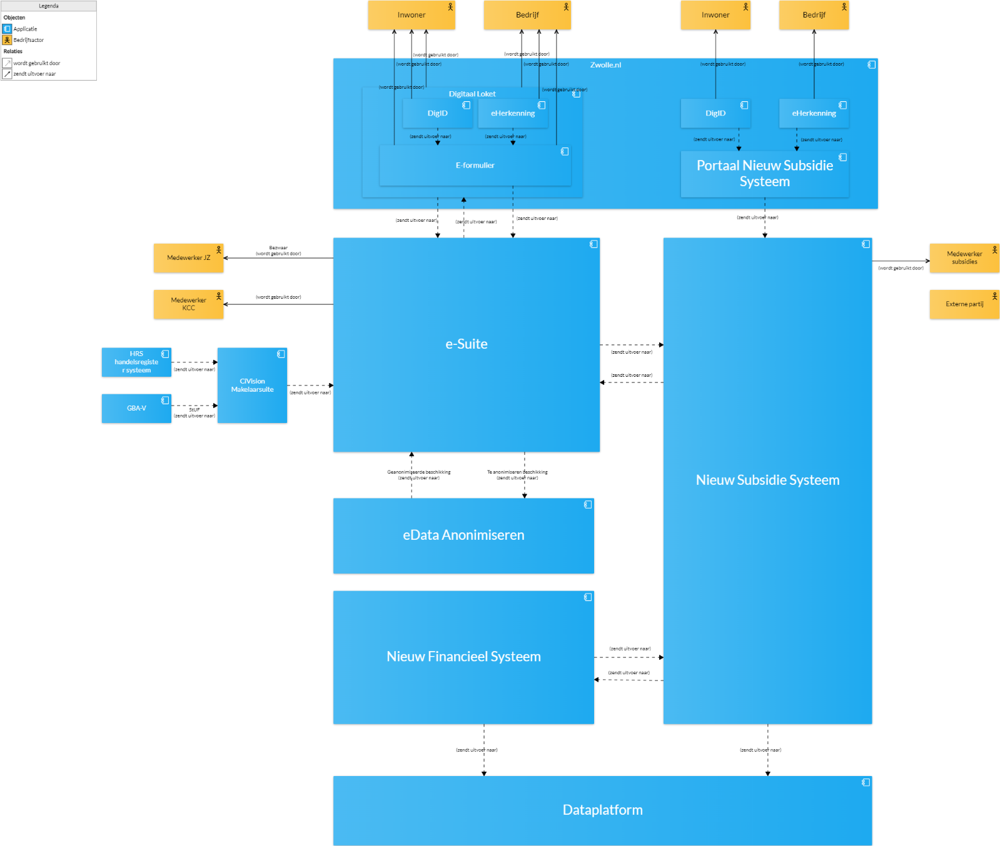 Legenda
Objecten
Applicatie
Bedrijfsactor
Relaties
wordt gebruikt door
zendt uitvoer naar
Inwoner
Bedrijf
Inwoner
Bedrijf
(wordt gebruikt door)
(wordt gebruikt door)
(wordt gebruikt door)
(wordt gebruikt door)
Zwolle.nl
(wordt gebruikt door)
(wordt gebruikt door)
(wordt gebruikt door)
(wordt gebruikt door)
Digitaal Loket
DigID
eHerkenning
DigID
eHerkenning
(zendt uitvoer naar)
(zendt uitvoer naar)
(zendt uitvoer naar)
(zendt uitvoer naar)
E-formulier
Portaal Nieuw Subsidie
Systeem
(zendt uitvoer naar)
(zendt uitvoer naar)
(zendt uitvoer naar)
(zendt uitvoer naar)
Medewerker JZ
Bezwaar
(wordt gebruikt door)
Medewerker
subsidies
(wordt gebruikt door)
Medewerker
KCC
(wordt gebruikt door)
Externe partij
e-Suite
HRS
handelsregiste
r systeem
(zendt uitvoer naar)
CiVision
Makelaarsuite
(zendt uitvoer naar)
GBA-V
StUF
(zendt uitvoer naar)
(zendt uitvoer naar)
(zendt uitvoer naar)
Geanonimiseerde beschikking
(zendt uitvoer naar)
Te anonimiseren beschikking
(zendt uitvoer naar)
Nieuw Subsidie Systeem
eData Anonimiseren
Nieuw Financieel Systeem
(zendt uitvoer naar)
(zendt uitvoer naar)
(zendt uitvoer naar)
(zendt uitvoer naar)
Dataplatform